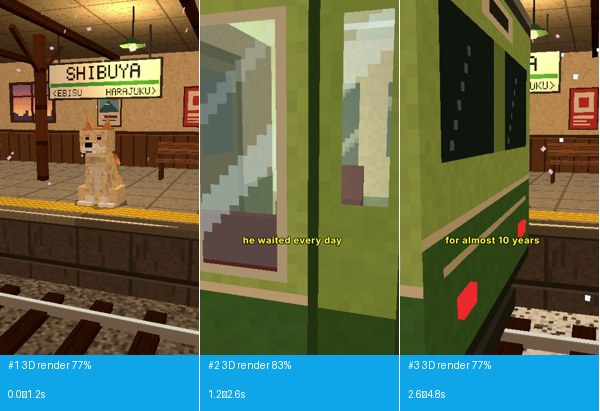 SHIBUYA
<EBISU HARAJUKU>
he waited every day
A
UKU>
for almost 10 years
#1 3D render 77%
0.0□1.2s
#2 3D render 83%
1.2□2.6s
#3 3D render 77%
2.6□4.8s